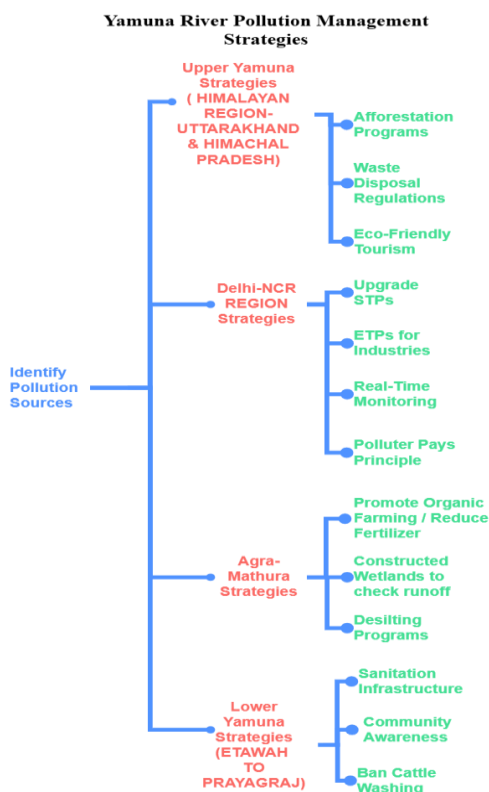 Yamuna River Pollution Management
Strategies
Upper Yamuna
Strategies
( HIMALAYAN
REGION-
UTTARAKHAND
& HIMACHAL
PRADESH)
Afforestation
Programs
Waste
Disposal
Regulations
Eco-Friendly
Tourism
Delhi-NCR
REGION
Strategies
Upgrade
STPs
ETPs for
Industries
Real-Time
Monitoring
Polluter Pays
Principle
Identify
Pollution
Sources
Agra-
Mathura
Strategies
Promote Organic
Farming / Reduce
Fertilizer
Constructed
Wetlands to
check runoff
Desilting
Programs
Lower
Yamuna
Strategies
(ETAWAH
TO
PRAYAGRAJ)
Sanitation
Infrastructure
Community
Awareness
Ban Cattle
Washing